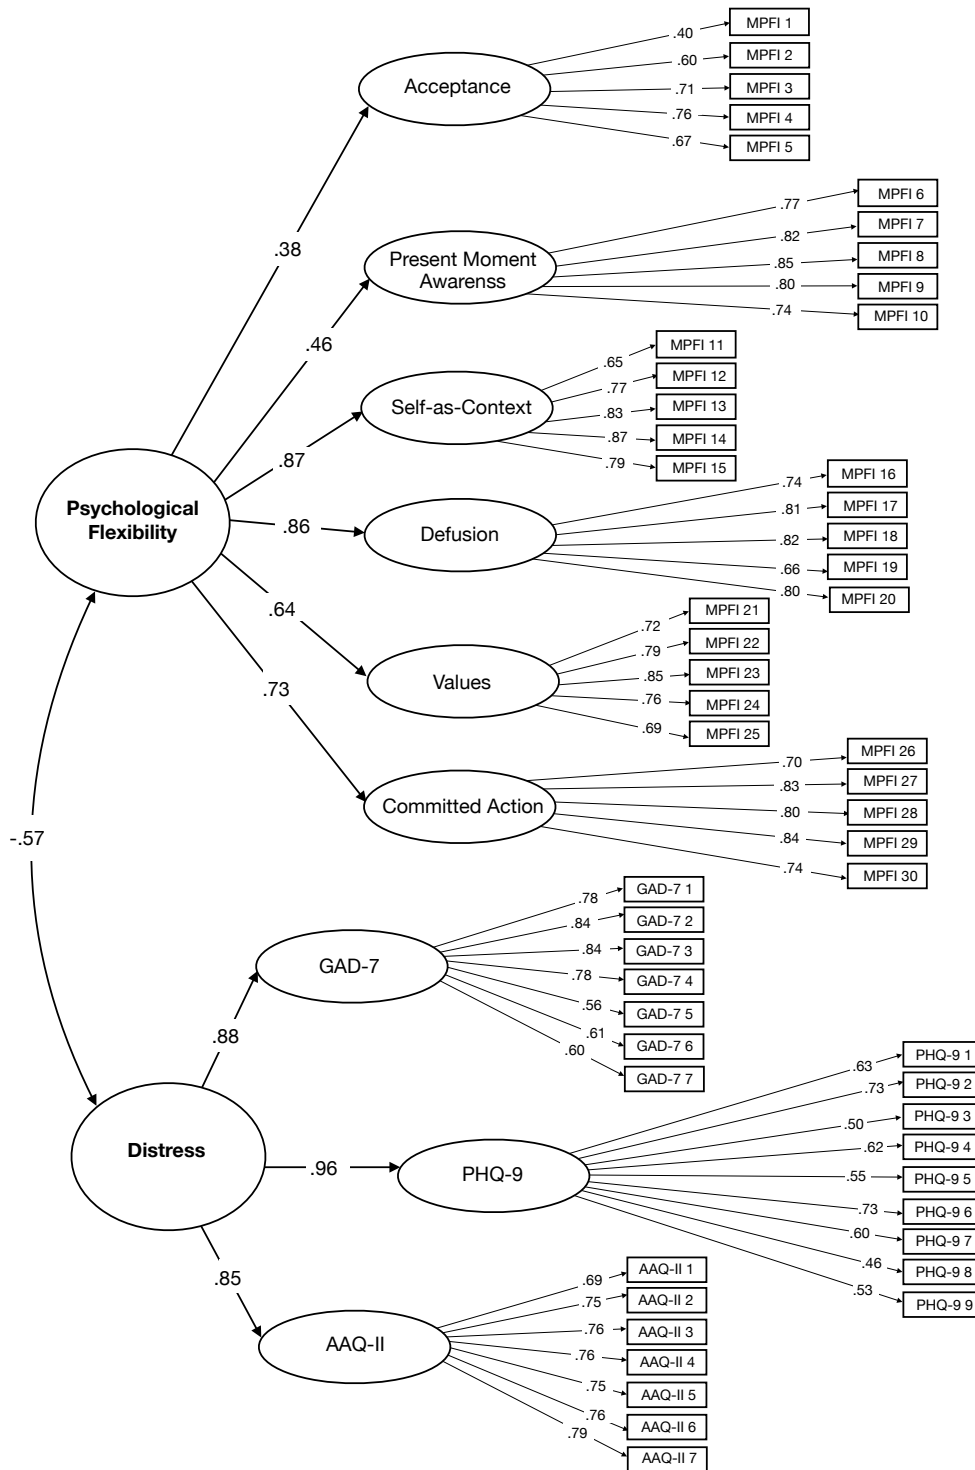 .40
MPFI 1
.60
MPFI 2
Acceptance
.71
MPFI 3
.76
MPFI 4
.67
MPFI 5
.38
.77
MPFI 6
.82
MPFI 7
Present Moment
Awarenss
.85
MPFI 8
.80
MPFI 9
.74
MPFI 10
.46
.65
MPFI 11
.77
MPFI 12
Self-as-Context
.83
MPFI 13
.87
MPFI 14
.79
MPFI 15
.87
Psychological
Flexibility
.74
MPFI 16
.81
MPFI 17
.86
Defusion
.82
MPFI 18
.66
MPFI 19
.80
MPFI 20
.64
.72
MPFI 21
.79
MPFI 22
Values
.85
MPFI 23
.76
MPFI 24
.69
MPFI 25
.73
.70
MPFI 26
.83
MPFI 27
Committed Action
.80
MPFI 28
.84
MPFI 29
.74
MPFI 30
-.57
.78
GAD-7 1
.84
GAD-7 2
GAD-7
.84
GAD-7 3
.78
GAD-7 4
.56
GAD-7 5
.61
GAD-7 6
.60
GAD-7 7
.88
Distress
.63
PHQ-9 1
.73
PHQ-9 2
.50
PHQ-9 3
.62
PHQ-9 4
.96
PHQ-9
.55
PHQ-9 5
.73
PHQ-9 6
.60
PHQ-9 7
.46
PHQ-9 8
.53
PHQ-9 9
.85
.69
AAQ-II 1
.75
AAQ-II 2
AAQ-II
.76
AAQ-II 3
.76
AAQ-II 4
.75
AAQ-II 5
.76
AAQ-II 6
.79
AAQ-II 7